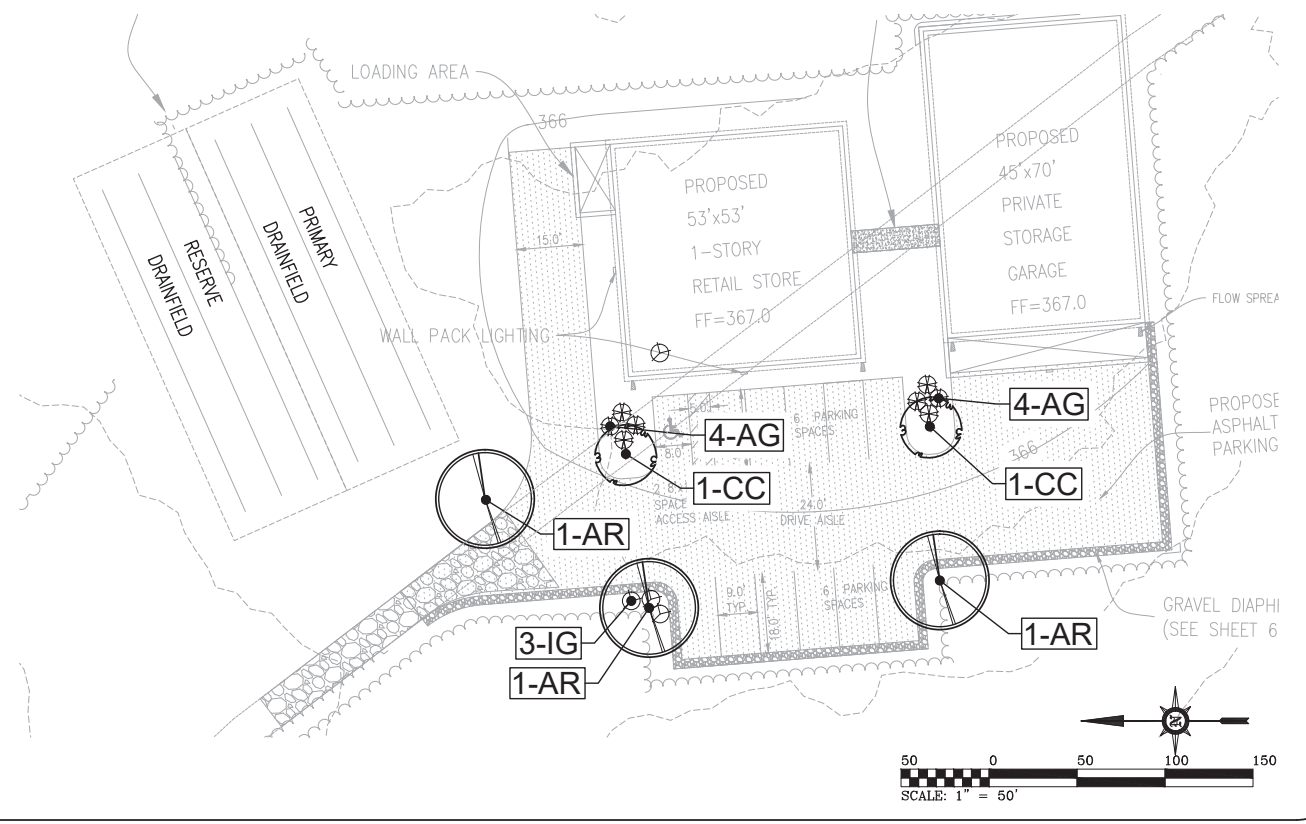 LOADING AREA
366
PROPOSED
53'x53'
1-STORY
RETAIL STORE
FF=367.0
PROPOSED
45'x70'
PRIVATE
STORAGE
GARAGE
FF=367.0
PRIMARY
DRAINFIELD
RESERVE
DRAINFIELD
15.0'
WALL PACK LIGHTING
FLOW SPREA
PROPOSE
ASPHALT
PARKING
4-AG
1-CC
4-AG
1-CC
6 PARKING
SPACES
5.0'
8.0'
SPACE
ACCESS AISLE
24.0'
DRIVE AISLE
366
1-AR
9.0'
TYP.
18.0' TYP.
6 PARKING
SPACES
3-IG
1-AR
1-AR
GRAVEL DIAPH
(SEE SHEET 6
N
50 0 50 100 150
SCALE: 1" = 50'